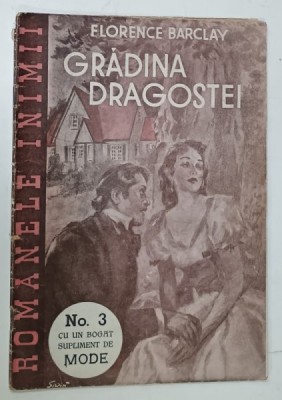 FLORENCE BARCLAY
GRĂDINA
DRAGOSTEI
ROMANELE INIMII
No. 3
CU UN BOGAT
SUPLIMENT DE
MODE